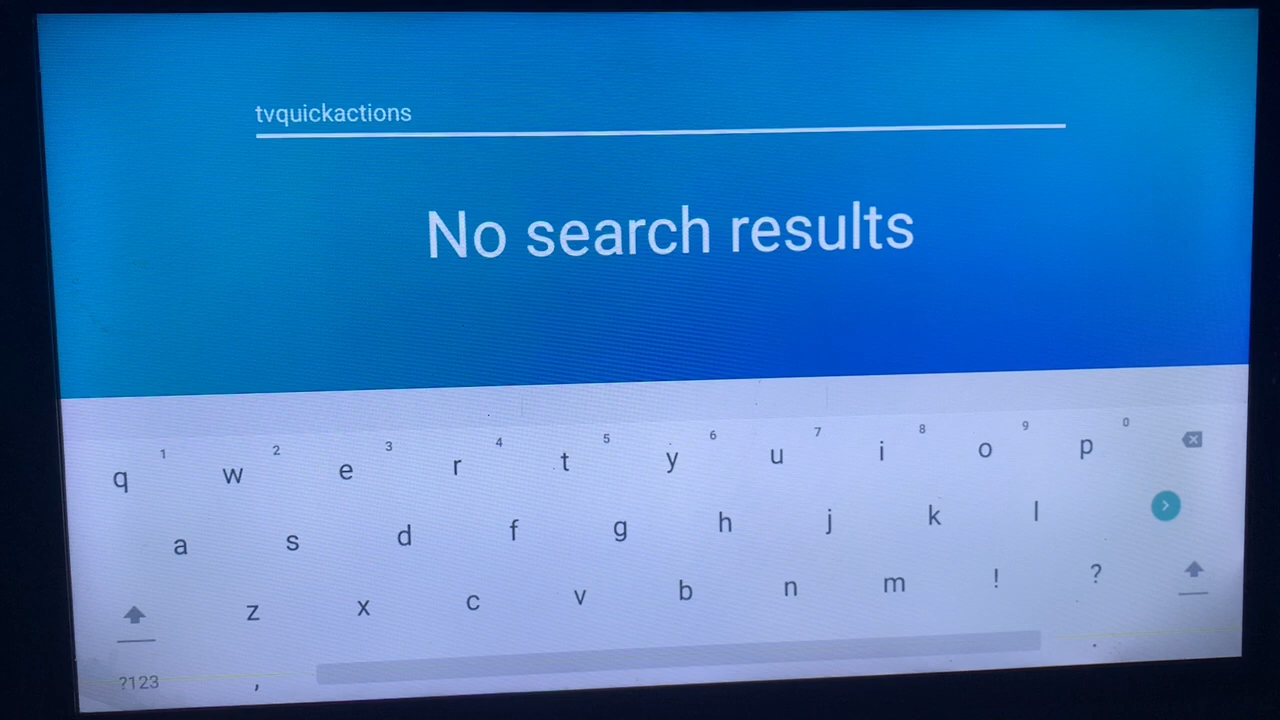 tvquickactions
No search results
1 2 3 4 5 6 7 8 9 0
q w e r t y u i o p
a s d f g h j k l
z x c v b n m ! ?
?123 , .